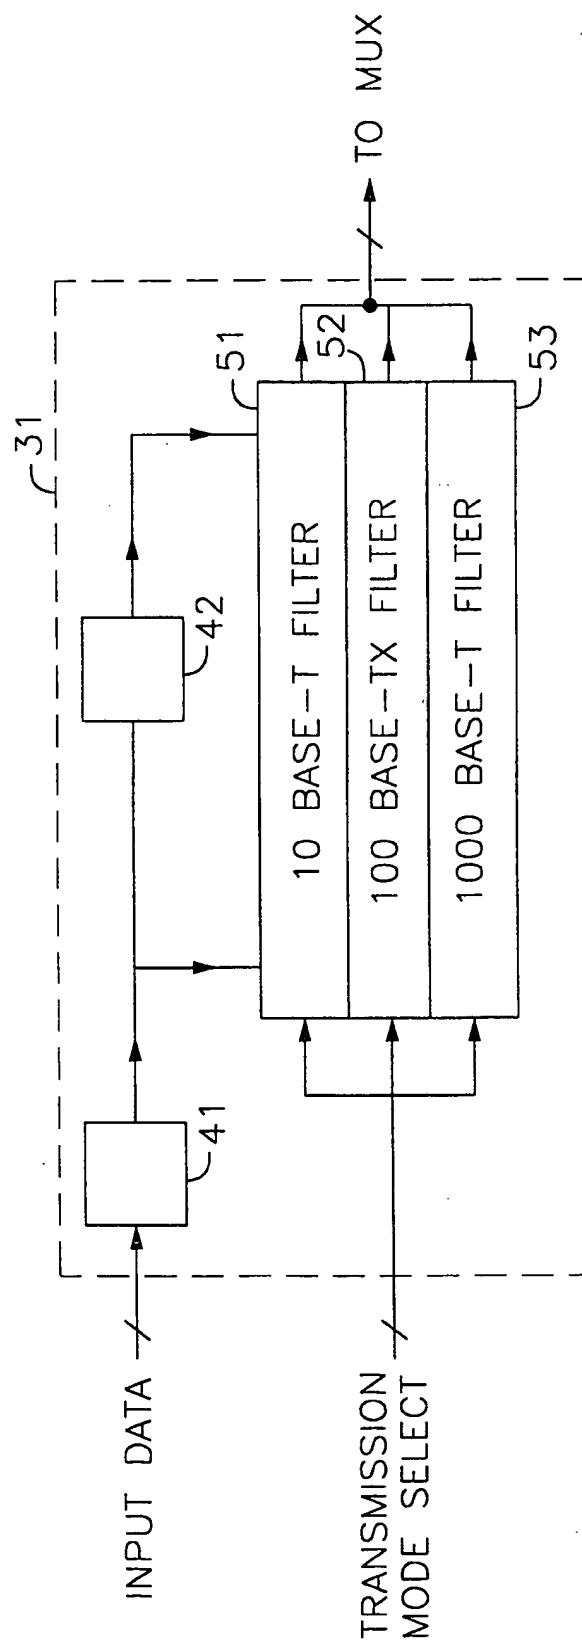 31
INPUT DATA
41
42
51
52
53
10 BASE-T FILTER
100 BASE-TX FILTER
1000 BASE-T FILTER
TRANSMISSION
MODE SELECT
TO MUX